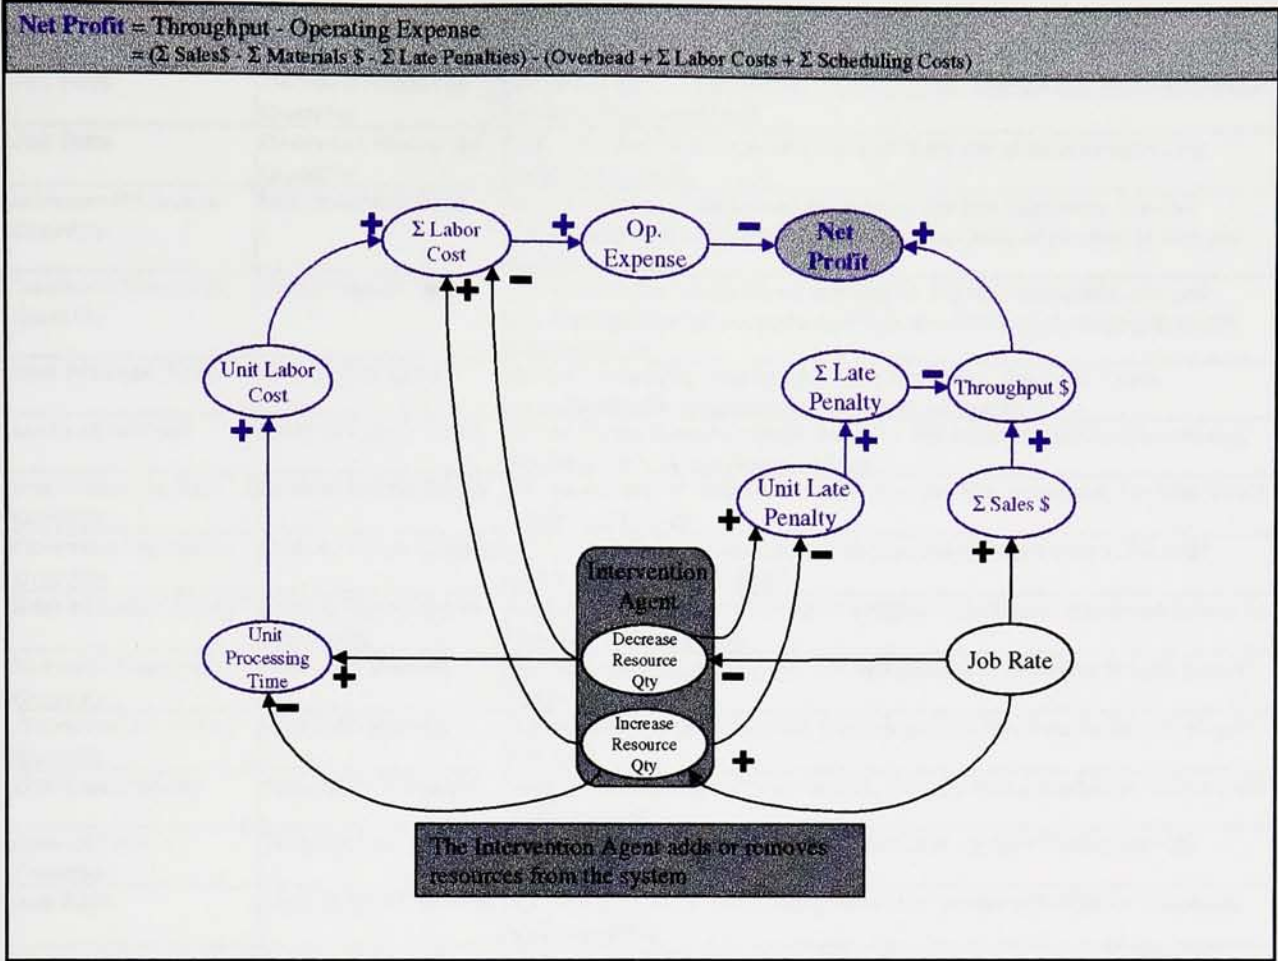 Net Profit = Throughput - Operating Expense
= (Σ Sales$ - Σ Materials $ - Σ Late Penalties) - (Overhead + Σ Labor Costs + Σ Scheduling Costs)
+
Σ Labor
Cost
+
Op.
Expense
-
Net
Profit
+
+
-
Unit Labor
Cost
+
Σ Late
Penalty
-
Throughput $
+
+
Unit Late
Penalty
Σ Sales $
+
-
+
Intervention
Agent
Unit
Processing
Time
+
-
Decrease
Resource
Qty
-
Job Rate
Increase
Resource
Qty
+
The Intervention Agent adds or removes
resources from the system